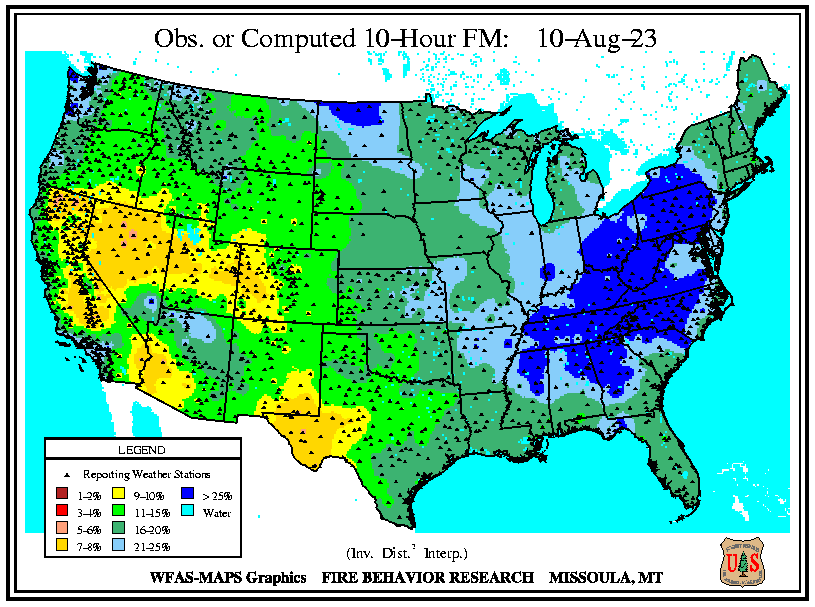 Obs. or Computed 10-Hour FM: 10-Aug-23
LEGEND
Reporting Weather Stations
1-2% 9-10% > 25%
3-4% 11-15% Water
5-6% 16-20%
7-8% 21-25%
(Inv. Dist.² Interp.)
WFAS-MAPS Graphics FIRE BEHAVIOR RESEARCH MISSOULA, MT
U S